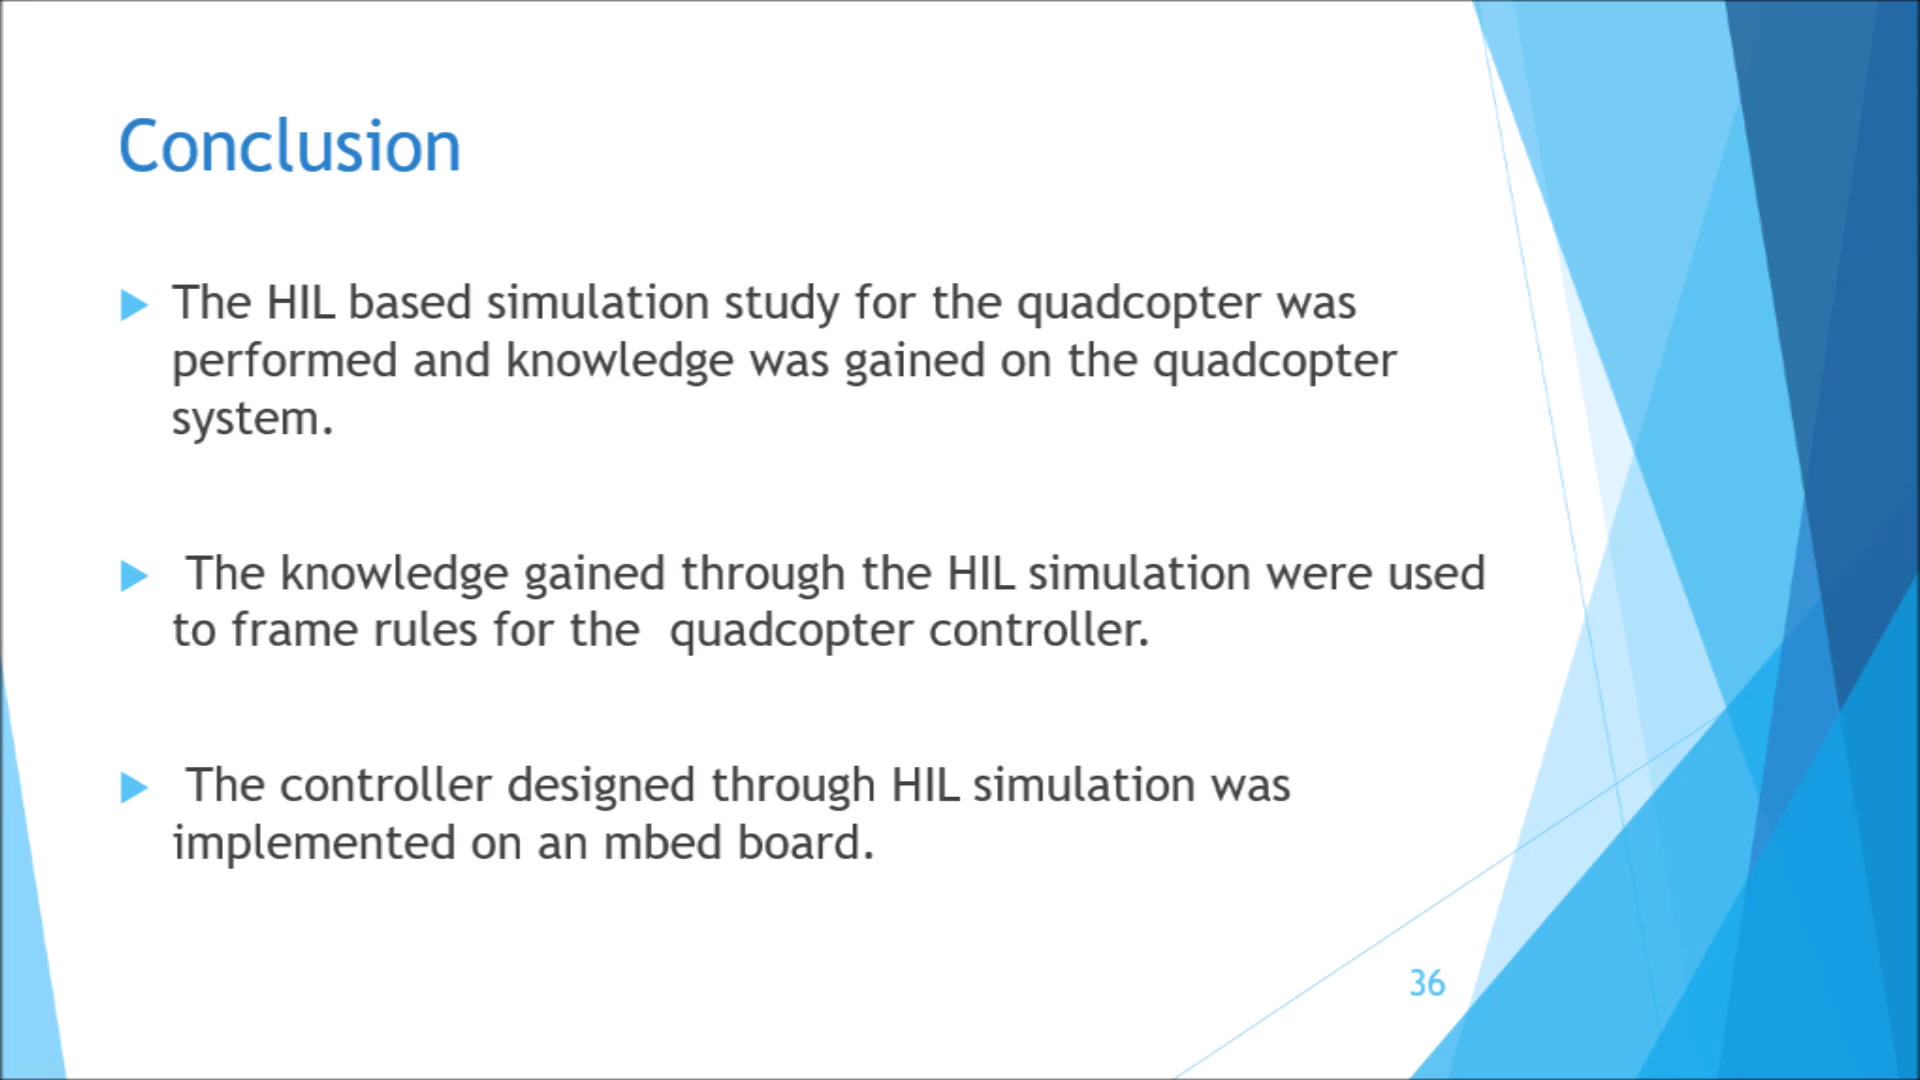 Conclusion
The HIL based simulation study for the quadcopter was
performed and knowledge was gained on the quadcopter
system.
The knowledge gained through the HIL simulation were used
to frame rules for the  quadcopter controller.
The controller designed through HIL simulation was
implemented on an mbed board.
36